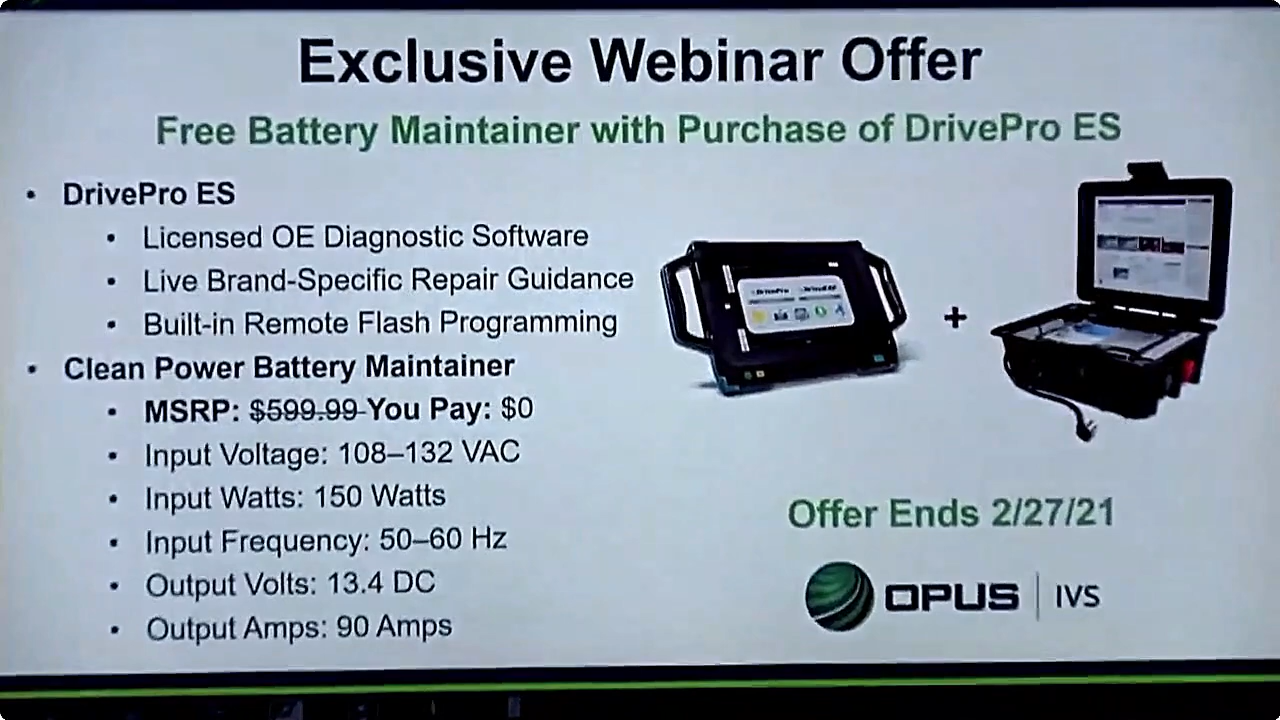 Exclusive Webinar Offer
Free Battery Maintainer with Purchase of DrivePro ES
• DrivePro ES
• Licensed OE Diagnostic Software
• Live Brand-Specific Repair Guidance
• Built-in Remote Flash Programming
• Clean Power Battery Maintainer
• MSRP: $599.99 You Pay: $0
• Input Voltage: 108–132 VAC
• Input Watts: 150 Watts
• Input Frequency: 50–60 Hz
• Output Volts: 13.4 DC
• Output Amps: 90 Amps
DrivePro
+
Offer Ends 2/27/21
OPUS | IVS